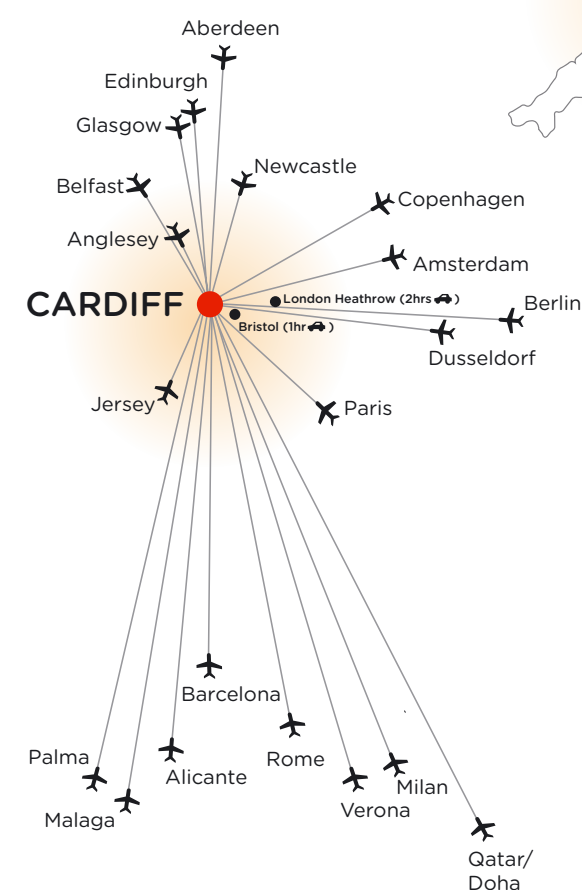 Aberdeen
Edinburgh
Glasgow
Newcastle
Belfast
Copenhagen
Anglesey
Amsterdam
CARDIFF
London Heathrow (2hrs )
Berlin
Bristol (1hr )
Dusseldorf
Jersey
Paris
Barcelona
Palma
Rome
Alicante
Milan
Verona
Malaga
Qatar/
Doha